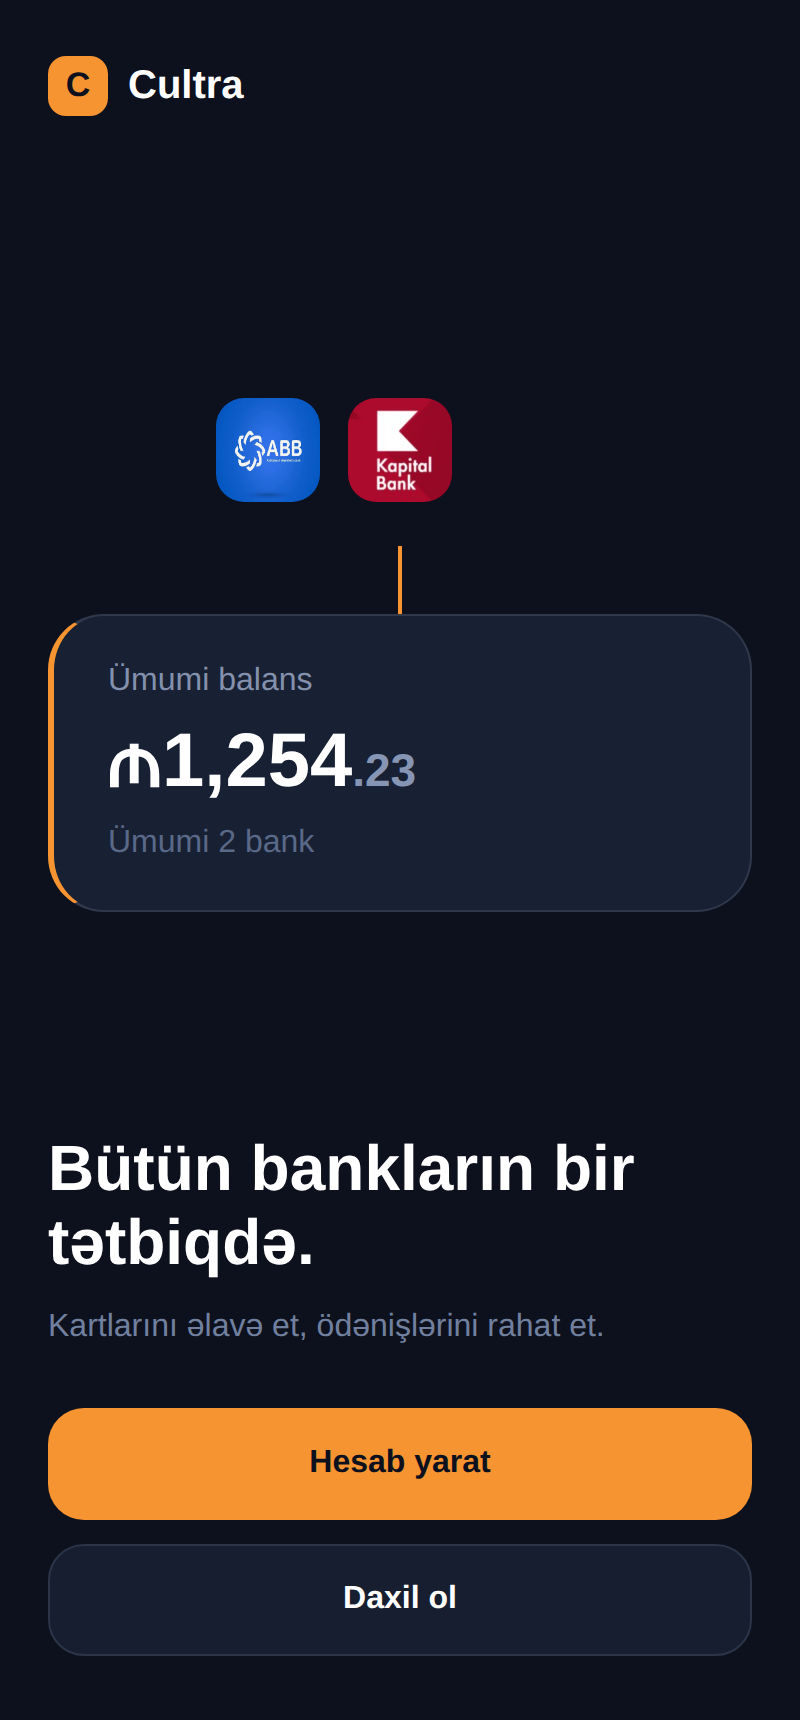 C Cultra
ABB
Kapital
Bank
Ümumi balans
₼1,254.23
Ümumi 2 bank
Bütün bankların bir
tətbiqdə.
Kartlarını əlavə et, ödənişlərini rahat et.
Hesab yarat
Daxil ol